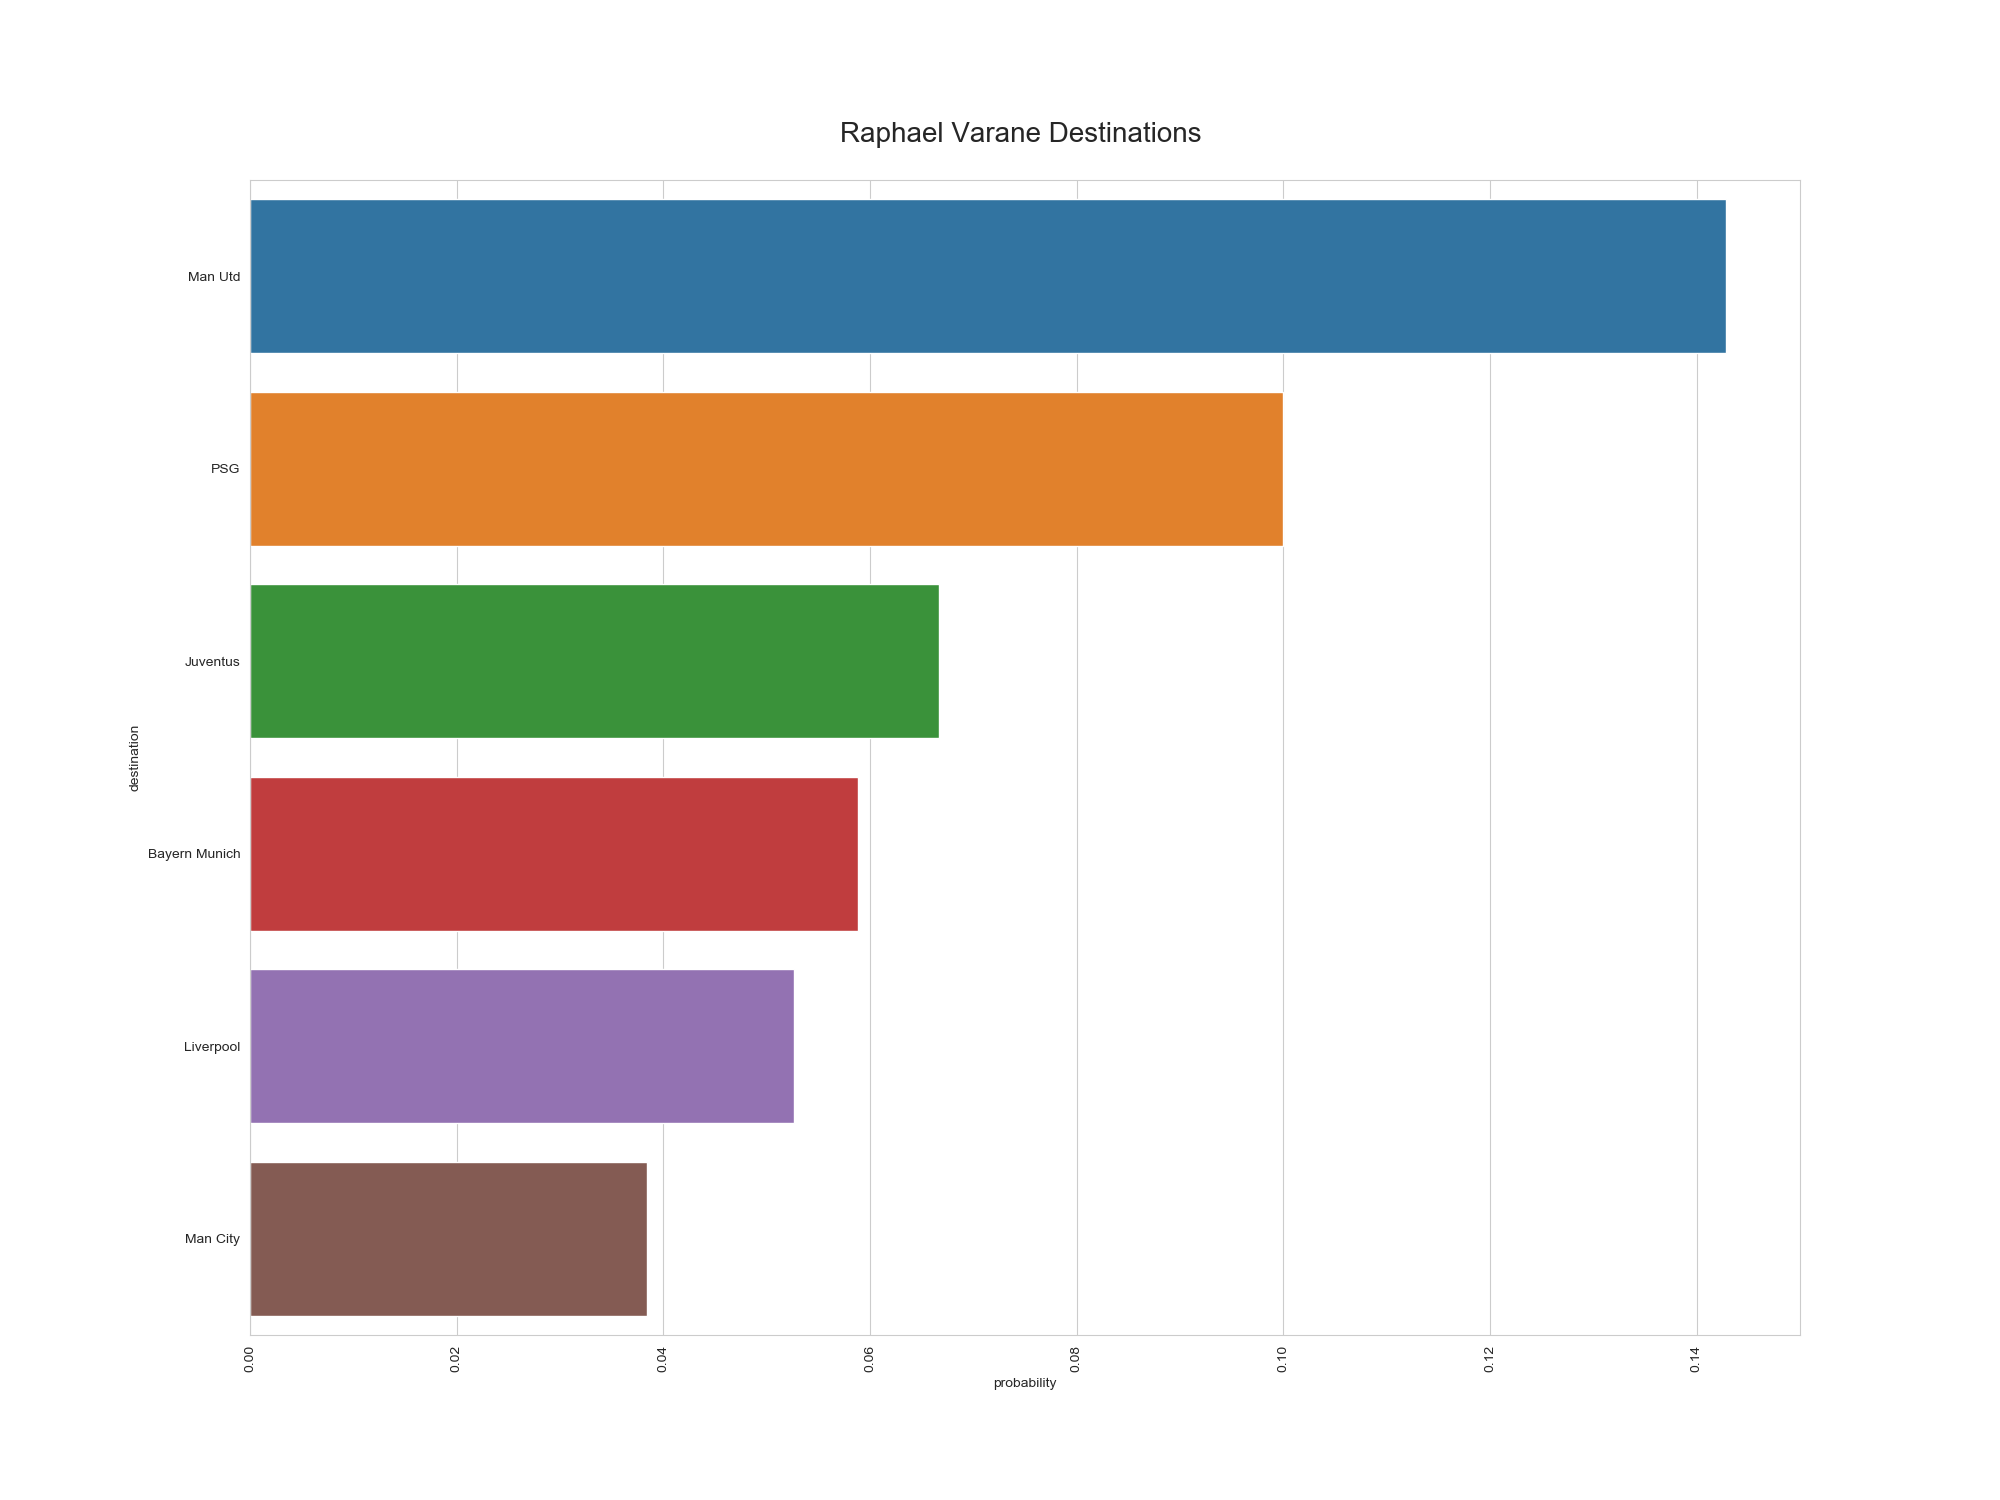 Raphael Varane Destinations
Man Utd
PSG
Juventus
destination
Bayern Munich
Liverpool
Man City
0.00
0.02
0.04
0.06
0.08
0.10
0.12
0.14
probability